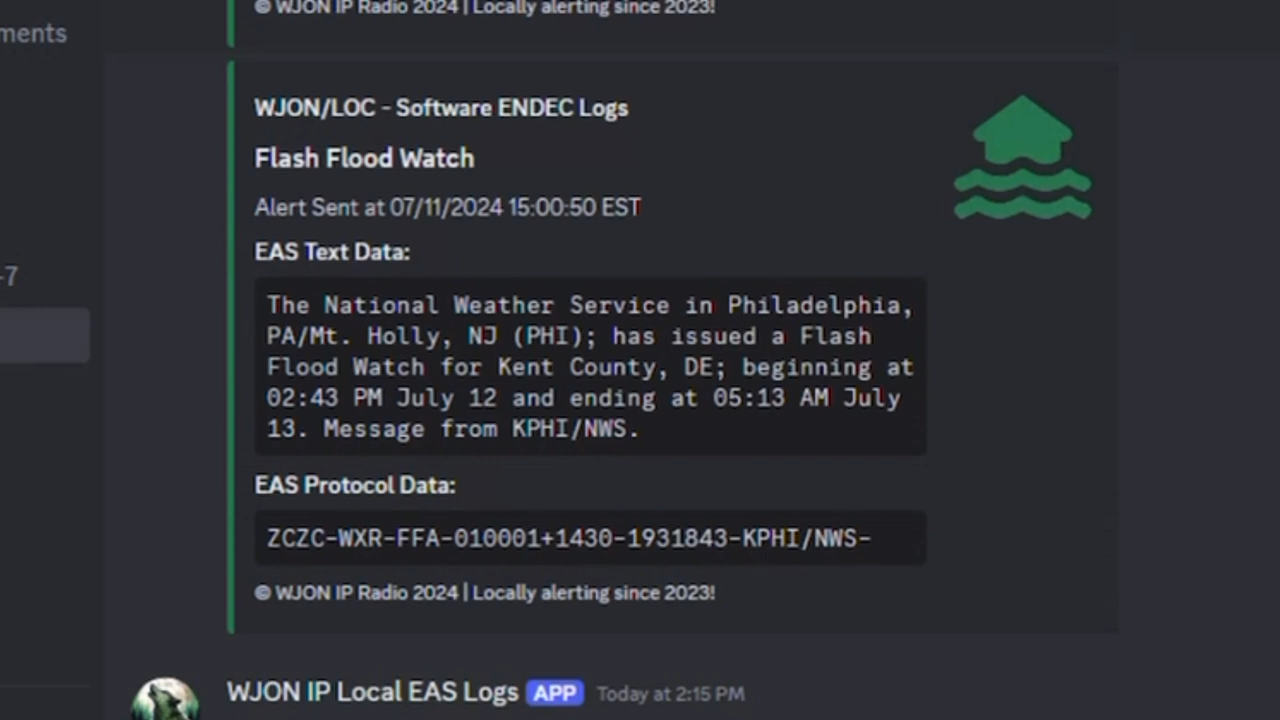 ments
© WJON IP Radio 2024 | Locally alerting since 2023!
WJON/LOC - Software ENDEC Logs
Flash Flood Watch
Alert Sent at 07/11/2024 15:00:50 EST
EAS Text Data:
-7
The National Weather Service in Philadelphia,
PA/Mt. Holly, NJ (PHI); has issued a Flash
Flood Watch for Kent County, DE; beginning at
02:43 PM July 12 and ending at 05:13 AM July
13. Message from KPHI/NWS.
EAS Protocol Data:
ZCZC-WXR-FFA-010001+1430-1931843-KPHI/NWS-
© WJON IP Radio 2024 | Locally alerting since 2023!
WJON IP Local EAS Logs APP Today at 2:15 PM